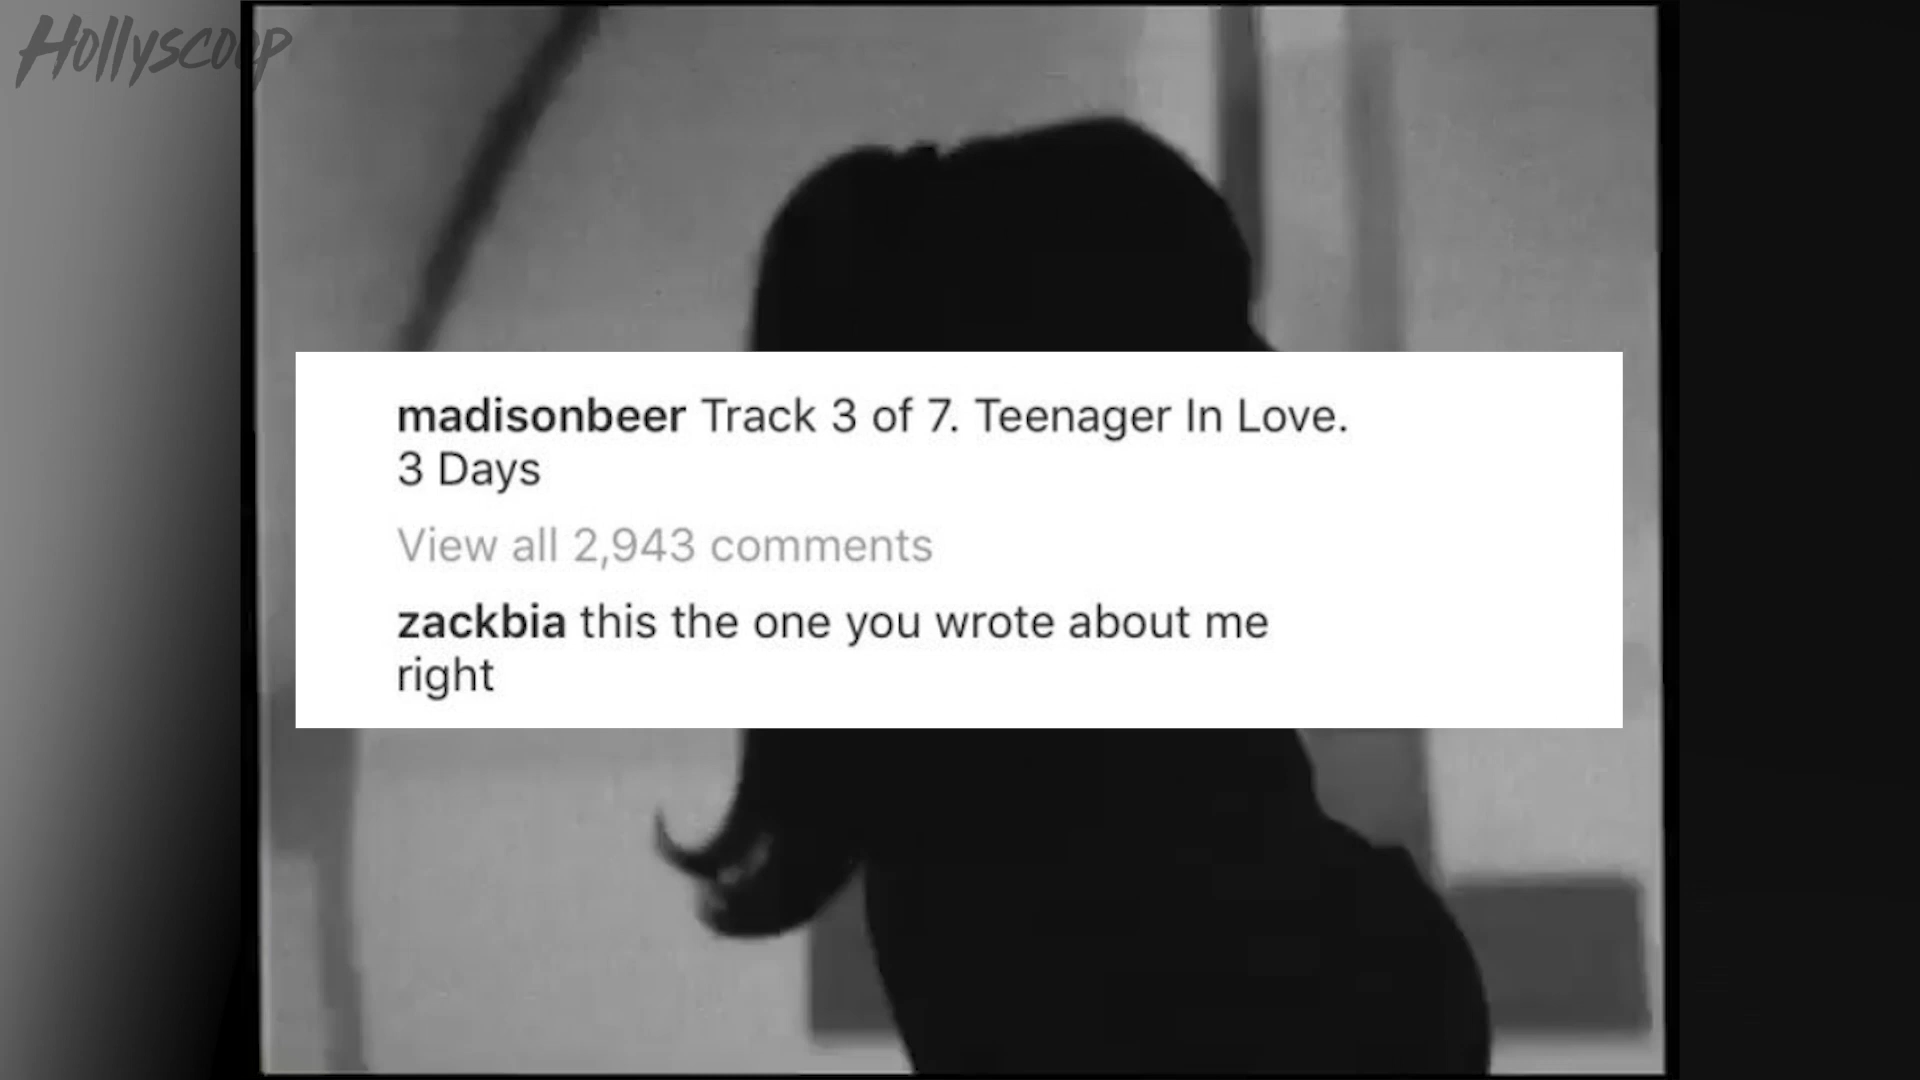 Hollyscoop
madisonbeer Track 3 of 7. Teenager In Love.
3 Days
View all 2,943 comments
zackbia this the one you wrote about me
right